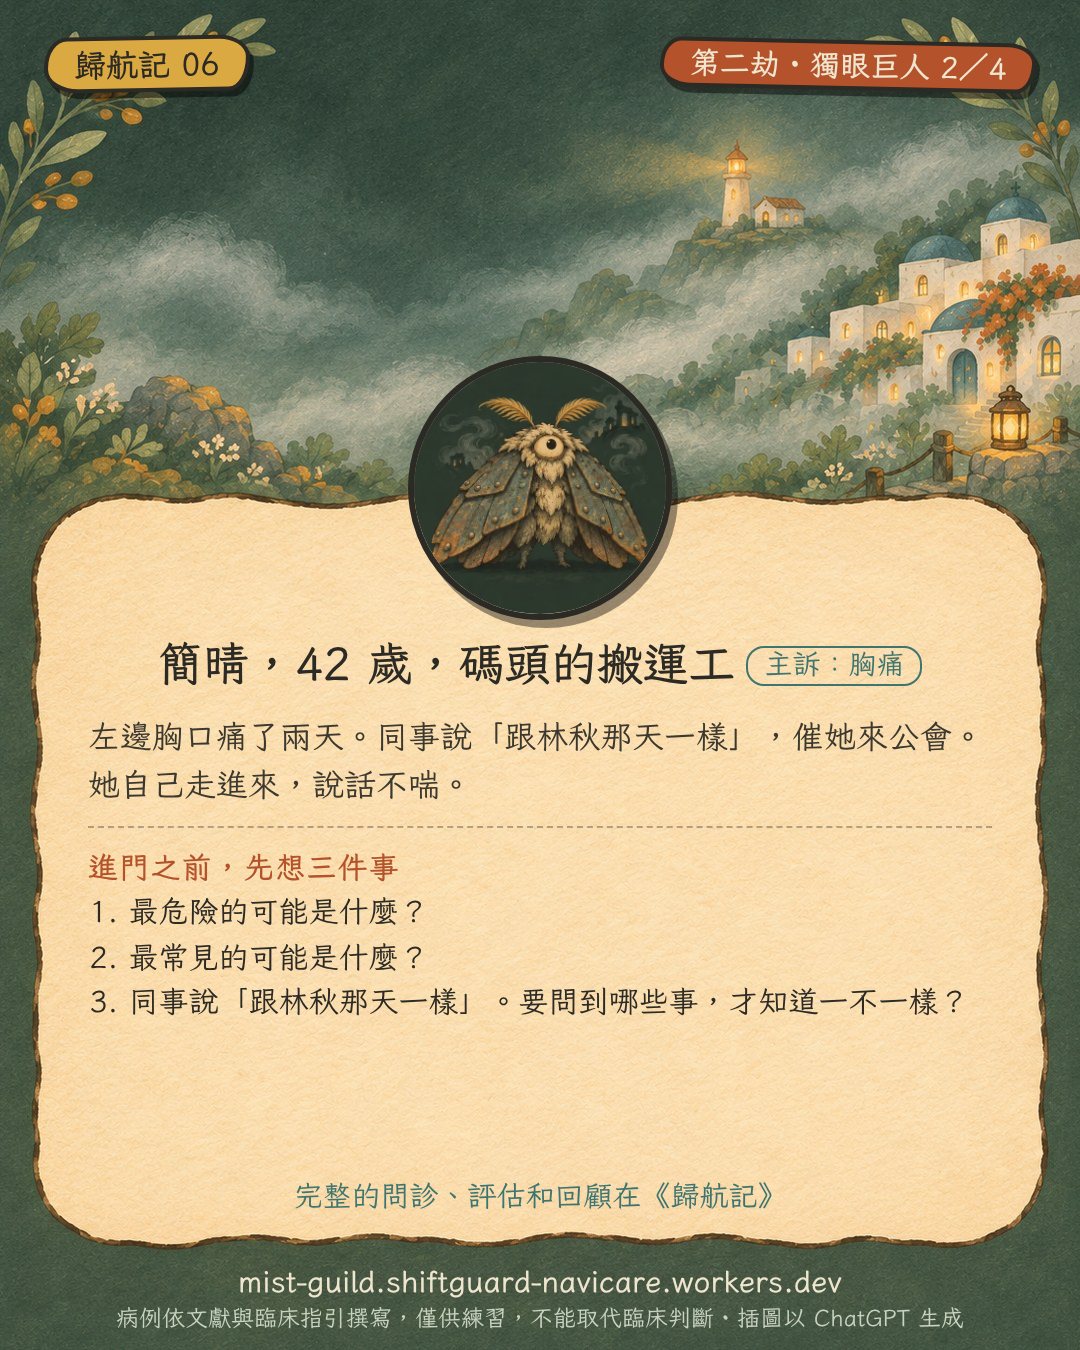 歸航記 06
第二劫・獨眼巨人 2／4
簡晴，42 歲，碼頭的搬運工
主訴：胸痛
左邊胸口痛了兩天。同事說「跟林秋那天一樣」，催她來公會。
她自己走進來，說話不喘。
進門之前，先想三件事
1. 最危險的可能是什麼？
2. 最常見的可能是什麼？
3. 同事說「跟林秋那天一樣」。要問到哪些事，才知道一不一樣？
完整的問診、評估和回顧在《歸航記》
mist-guild.shiftguard-navicare.workers.dev
病例依文獻與臨床指引撰寫，僅供練習，不能取代臨床判斷・插圖以 ChatGPT 生成